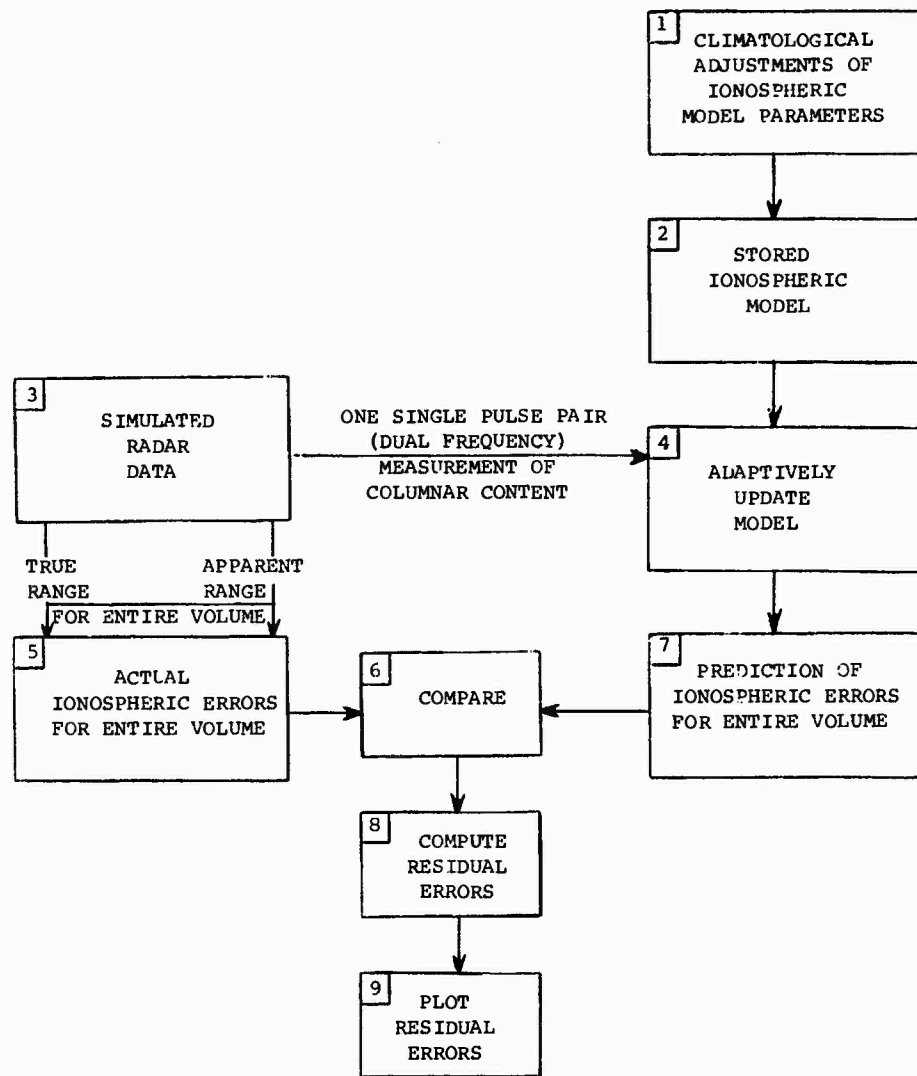 1
CLIMATOLOGICAL
ADJUSTMENTS OF
IONOSPHERIC
MODEL PARAMETERS
2
STORED
IONOSPHERIC
MODEL
3
SIMULATED
RADAR
DATA
ONE SINGLE PULSE PAIR
(DUAL FREQUENCY)
MEASUREMENT OF
COLUMNAR CONTENT
4
ADAPTIVELY
UPDATE
MODEL
TRUE
RANGE
APPARENT
RANGE
FOR ENTIRE VOLUME
5
ACTUAL
IONOSPHERIC ERRORS
FOR ENTIRE VOLUME
6
COMPARE
7
PREDICTION OF
IONOSPHERIC ERRORS
FOR ENTIRE VOLUME
8
COMPUTE
RESIDUAL
ERRORS
9
PLOT
RESIDUAL
ERRORS